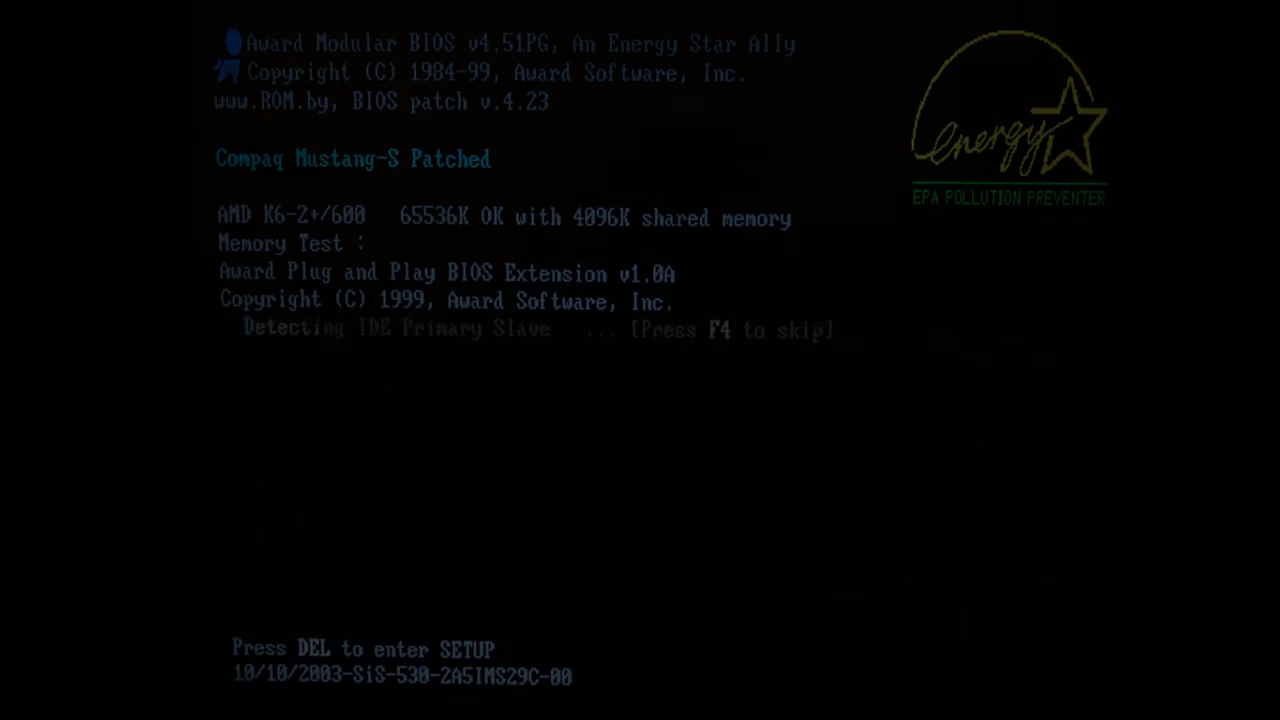 Award Modular BIOS v4.51PG, An Energy Star Ally
Copyright (C) 1984-99, Award Software, Inc.
www.ROM.by, BIOS patch v.4.23
energy
EPA POLLUTION PREVENTER
Compaq Mustang-S Patched
AMD K6-2+/600 65536K OK with 4096K shared memory
Memory Test :
Award Plug and Play BIOS Extension v1.0A
Copyright (C) 1999, Award Software, Inc.
Detecting IDE Primary Slave ... [Press F4 to skip]
Press DEL to enter SETUP
10/10/2003-SiS-530-2A5IMS29C-00